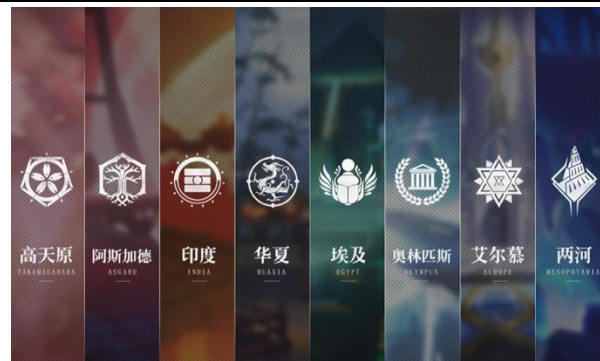 高天原
TAKAMAGAHARA
阿斯加德
ASGARD
印度
INDIA
华夏
HUAXIA
埃及
EGYPT
奥林匹斯
OLYMPUS
艾尔慕
EUROPE
两河
MESOPOTAMIA